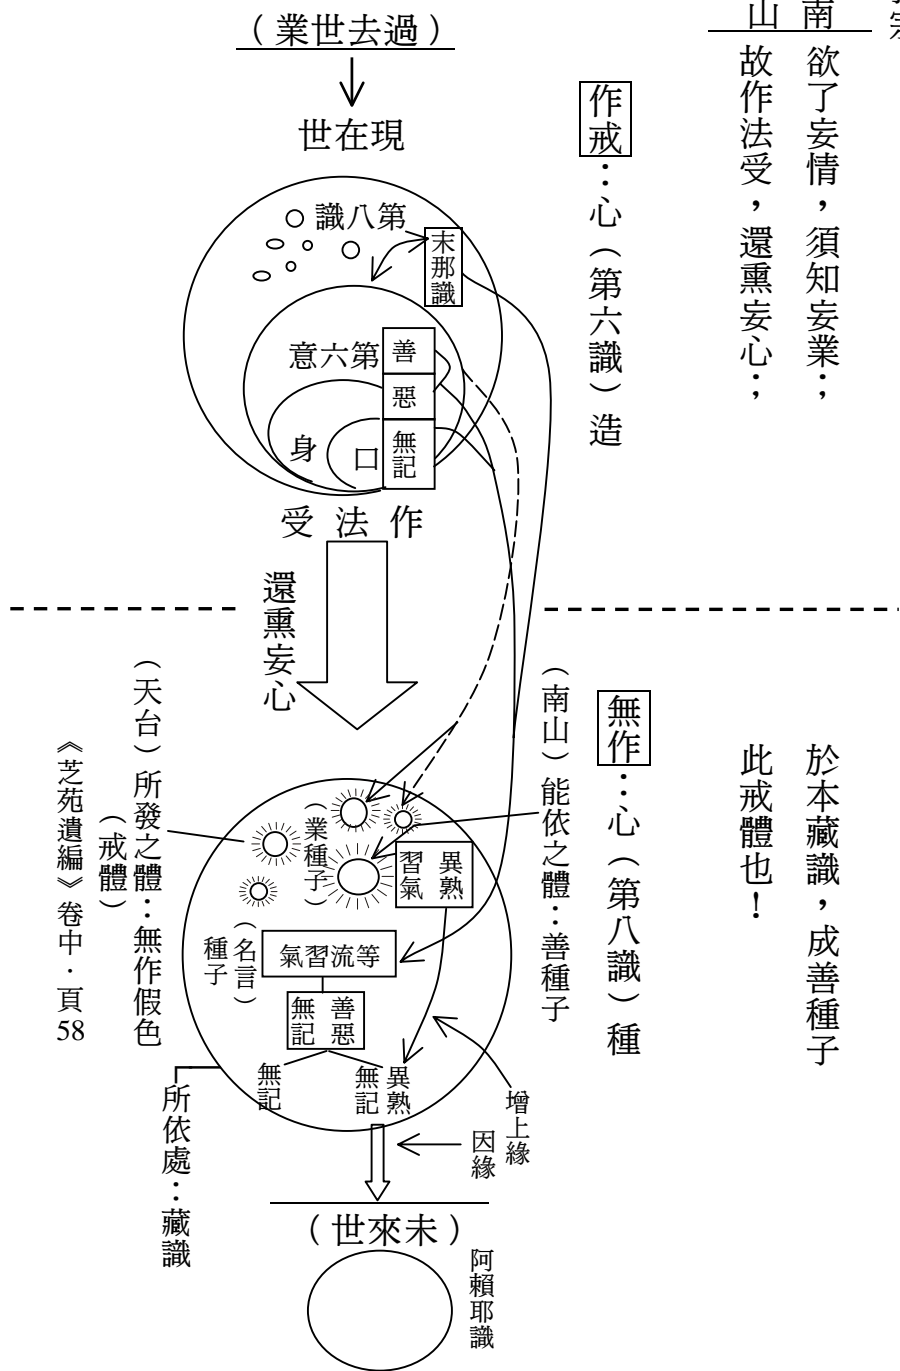 南山
欲了妄情，須知妄業；
故作法受，還熏妄心；
於本藏識，成善種子
此戒體也！
作戒：心（第六識）造
無作：心（第八識）種
（過去世業）
現在世
第八識
末那識
第六意
善
惡
無記
身
口
作法受
還熏妄心
（南山）能依之體：善種子
（業種子）
異熟
習氣
等流習氣
（名言）
種子
善惡
無記
異熟
無記
無記
增上緣
因緣
（天台）所發之體：無作假色
（戒體）
《芝苑遺編》卷中．頁58
所依處：藏識
（未來世）
阿賴耶識